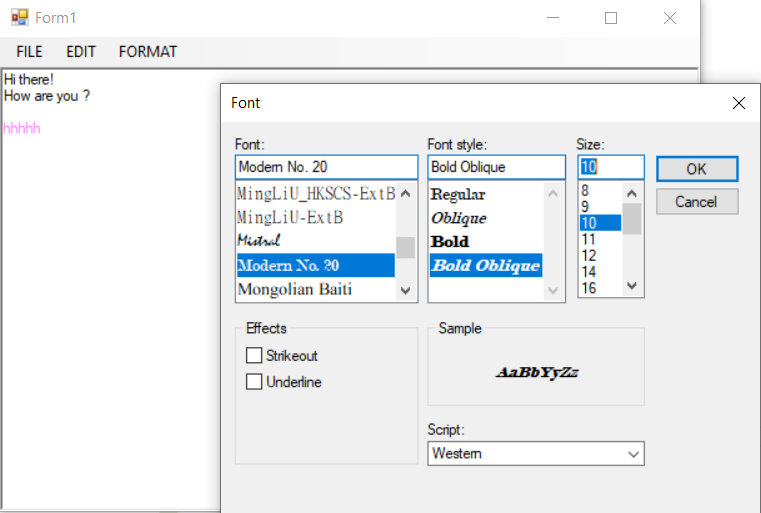 Form1
FILE EDIT FORMAT
Hi there!
How are you ?
hhhhh
Font
Font:
Modern No. 20
MingLiU_HKSCS-ExtB
MingLiU-ExtB
Mistral
Modern No. 20
Mongolian Baiti
Font style:
Bold Oblique
Regular
Oblique
Bold
Bold Oblique
Size:
10
8
9
10
11
12
14
16
OK
Cancel
Effects
Strikeout
Underline
Sample
AaBbYyZz
Script:
Western